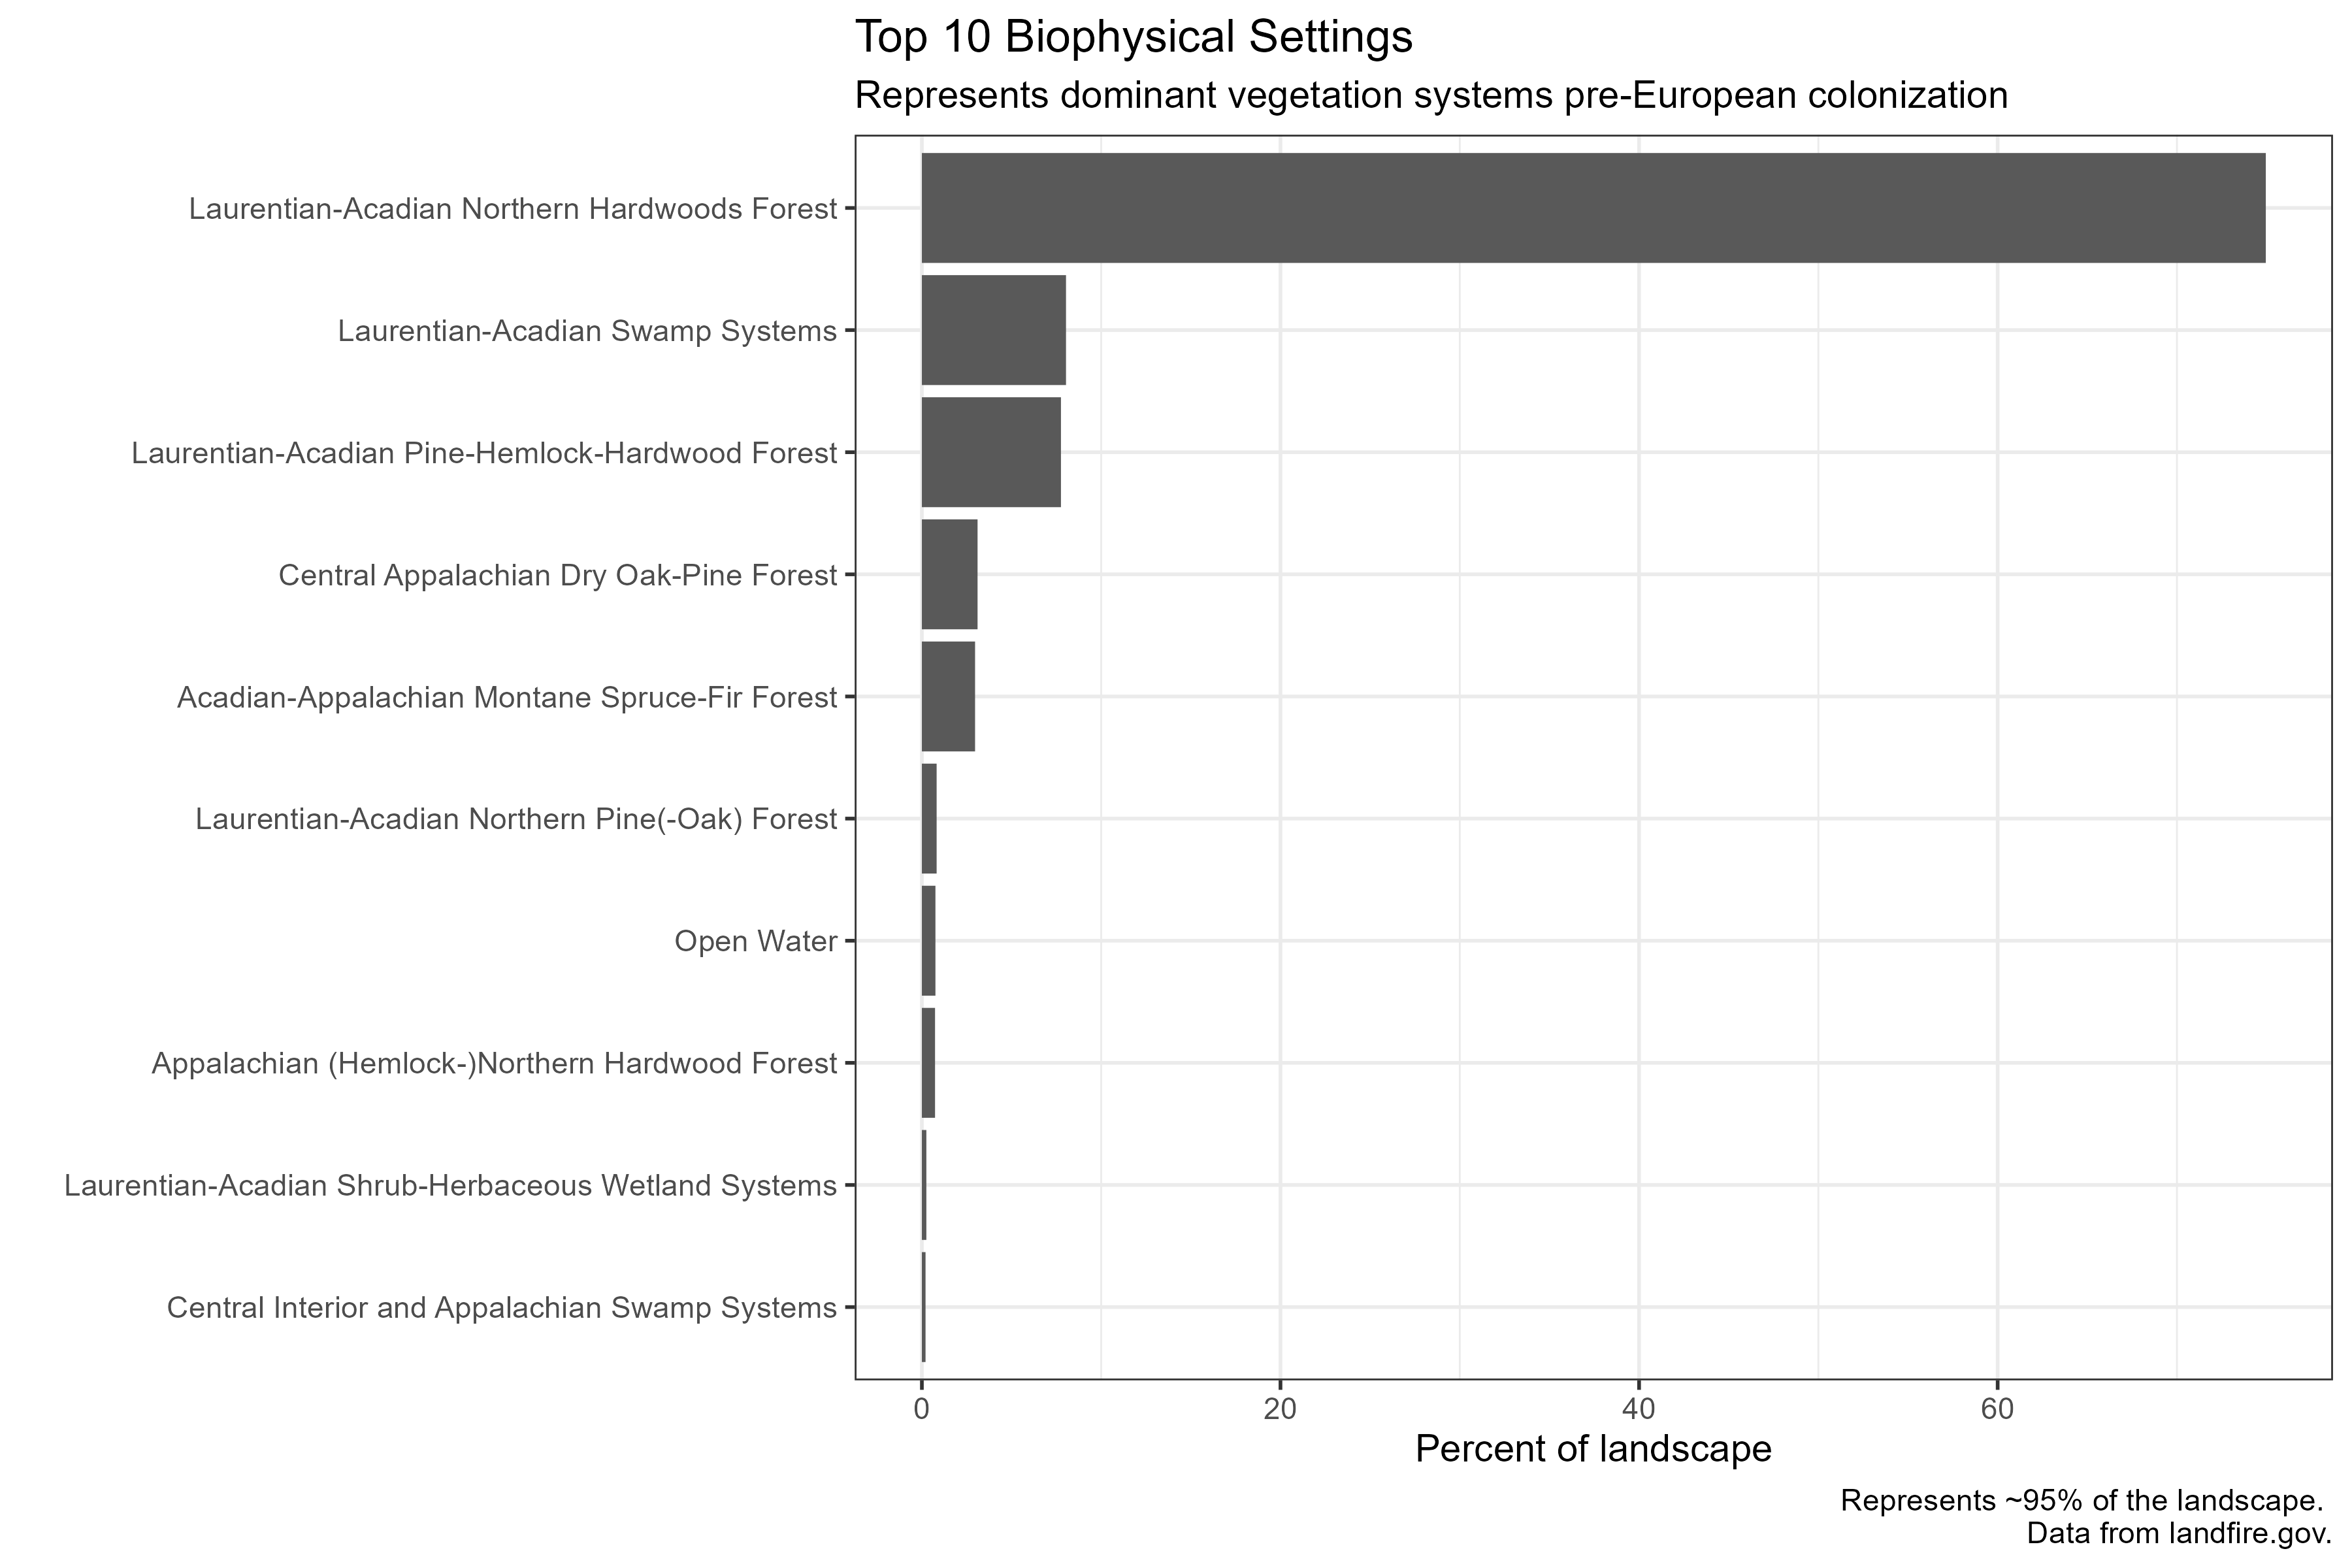 Top 10 Biophysical Settings
Represents dominant vegetation systems pre-European colonization
Laurentian-Acadian Northern Hardwoods Forest
Laurentian-Acadian Swamp Systems
Laurentian-Acadian Pine-Hemlock-Hardwood Forest
Central Appalachian Dry Oak-Pine Forest
Acadian-Appalachian Montane Spruce-Fir Forest
Laurentian-Acadian Northern Pine(-Oak) Forest
Open Water
Appalachian (Hemlock-)Northern Hardwood Forest
Laurentian-Acadian Shrub-Herbaceous Wetland Systems
Central Interior and Appalachian Swamp Systems
0 20 40 60
Percent of landscape
Represents ~95% of the landscape.
Data from landfire.gov.